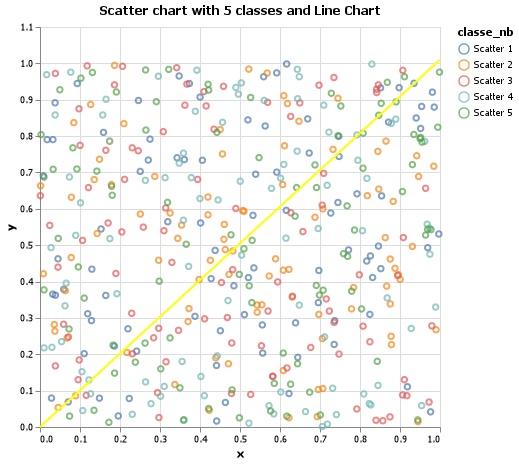 Scatter chart with 5 classes and Line Chart
1.1
1.0
0.9
0.8
0.7
0.6
0.5
0.4
0.3
0.2
0.1
0.0
y
0.0 0.1 0.2 0.3 0.4 0.5 0.6 0.7 0.8 0.9 1.0
x
classe_nb
Scatter 1
Scatter 2
Scatter 3
Scatter 4
Scatter 5